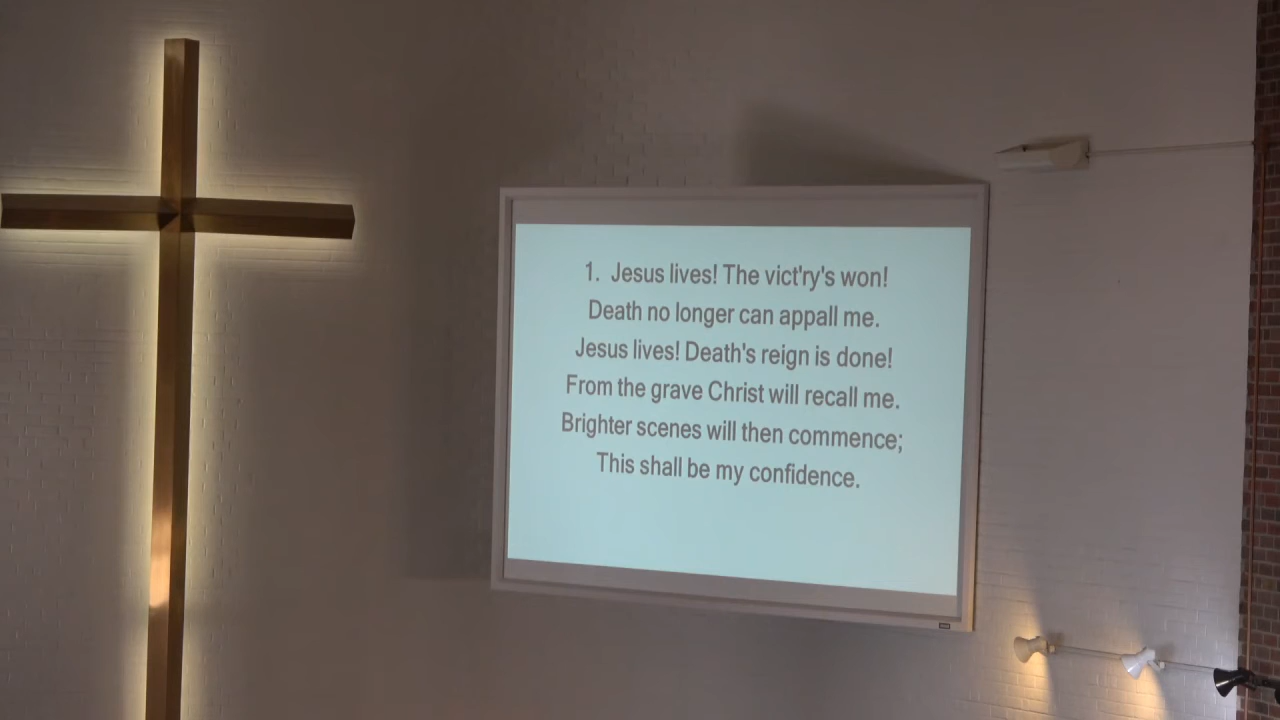 1. Jesus lives! The vict'ry's won!
Death no longer can appall me.
Jesus lives! Death's reign is done!
From the grave Christ will recall me.
Brighter scenes will then commence;
This shall be my confidence.